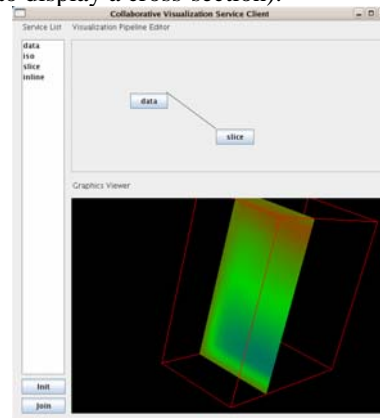 to display a cross-section).
Collaborative Visualization Service Client
Service List Visualization Pipeline Editor
data
iso
slice
inline
data
slice
Graphics Viewer
Init
Join